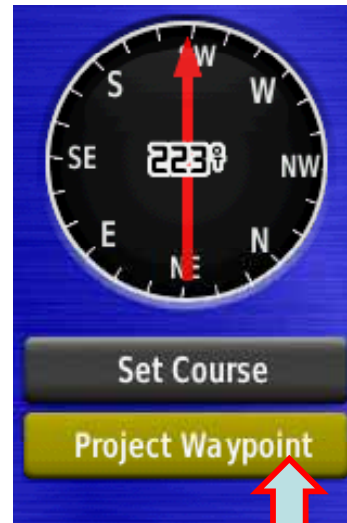 SW
S W
SE 223°T NW
E N
NE
Set Course
Project Waypoint